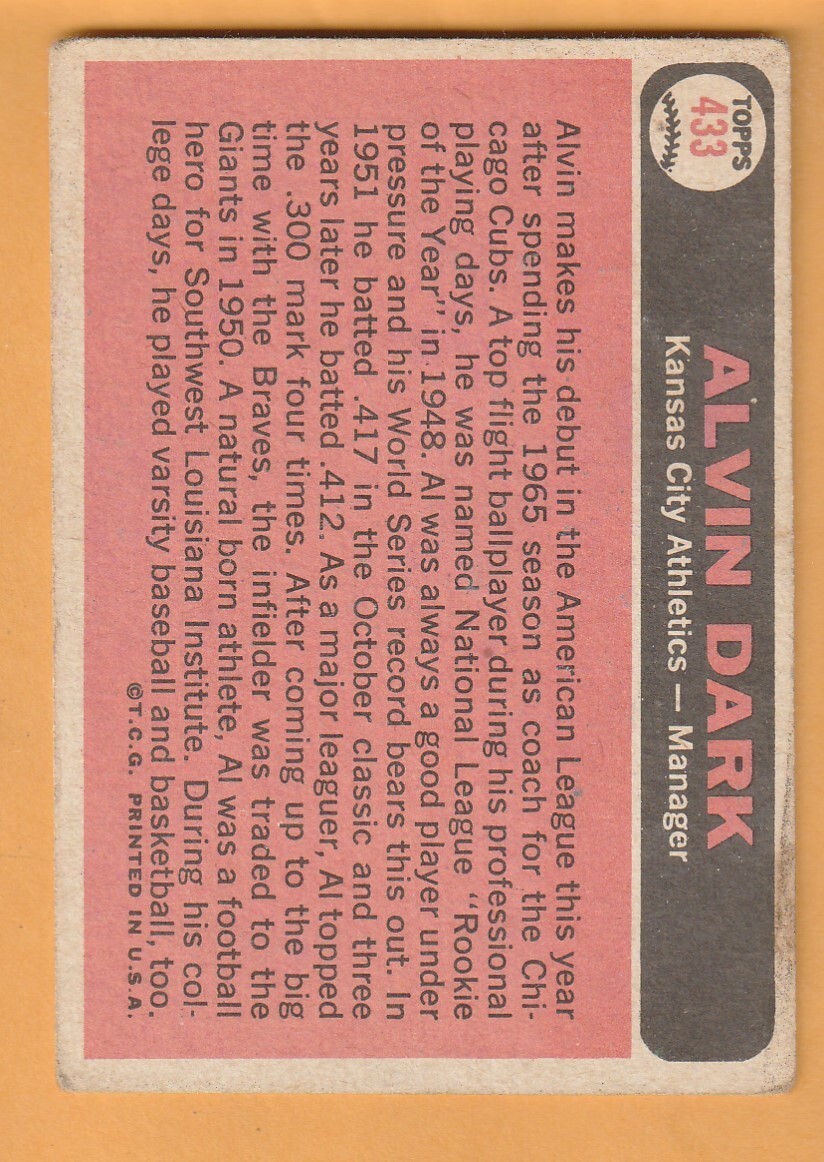 TOPPS
433
ALVIN DARK
Kansas City Athletics — Manager
Alvin makes his debut in the American League this year
after spending the 1965 season as coach for the Chi-
cago Cubs. A top flight ballplayer during his professional
playing days, he was named National League "Rookie
of the Year" in 1948. Al was always a good player under
pressure and his World Series record bears this out. In
1951 he batted .417 in the October classic and three
years later he batted .412. As a major leaguer, Al topped
the .300 mark four times. After coming up to the big
time with the Braves, the infielder was traded to the
Giants in 1950. A natural born athlete, Al was a football
hero for Southwest Louisiana Institute. During his col-
lege days, he played varsity baseball and basketball, too.
©T.C.G. PRINTED IN U.S.A.